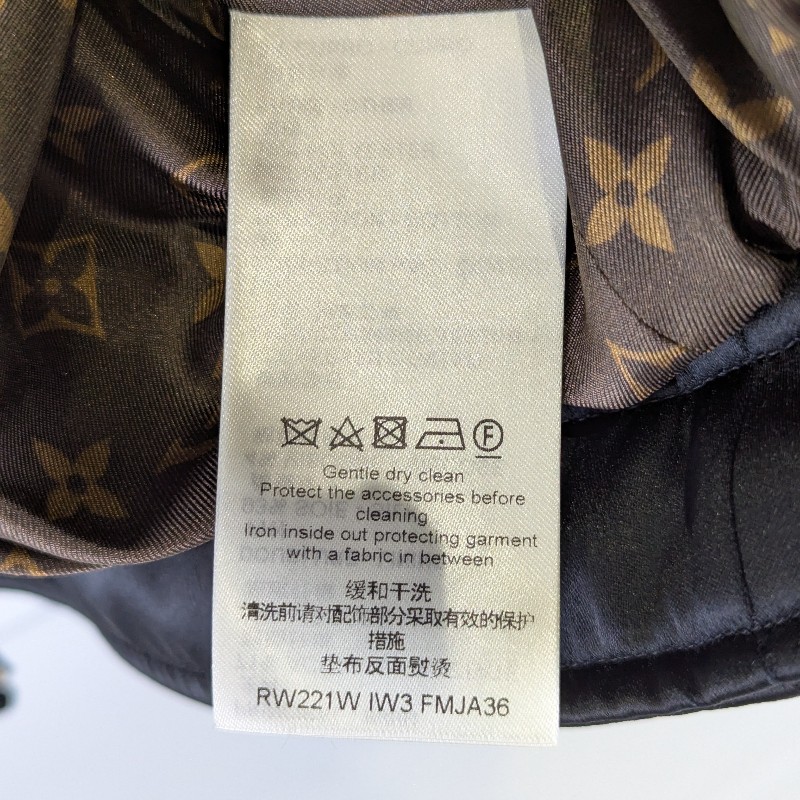 F
Gentle dry clean
Protect the accessories before
cleaning
Iron inside out protecting garment
with a fabric in between
缓和干洗
清洗前请对配饰部分采取有效的保护
措施
垫布反面熨烫
RW221W IW3 FMJA36